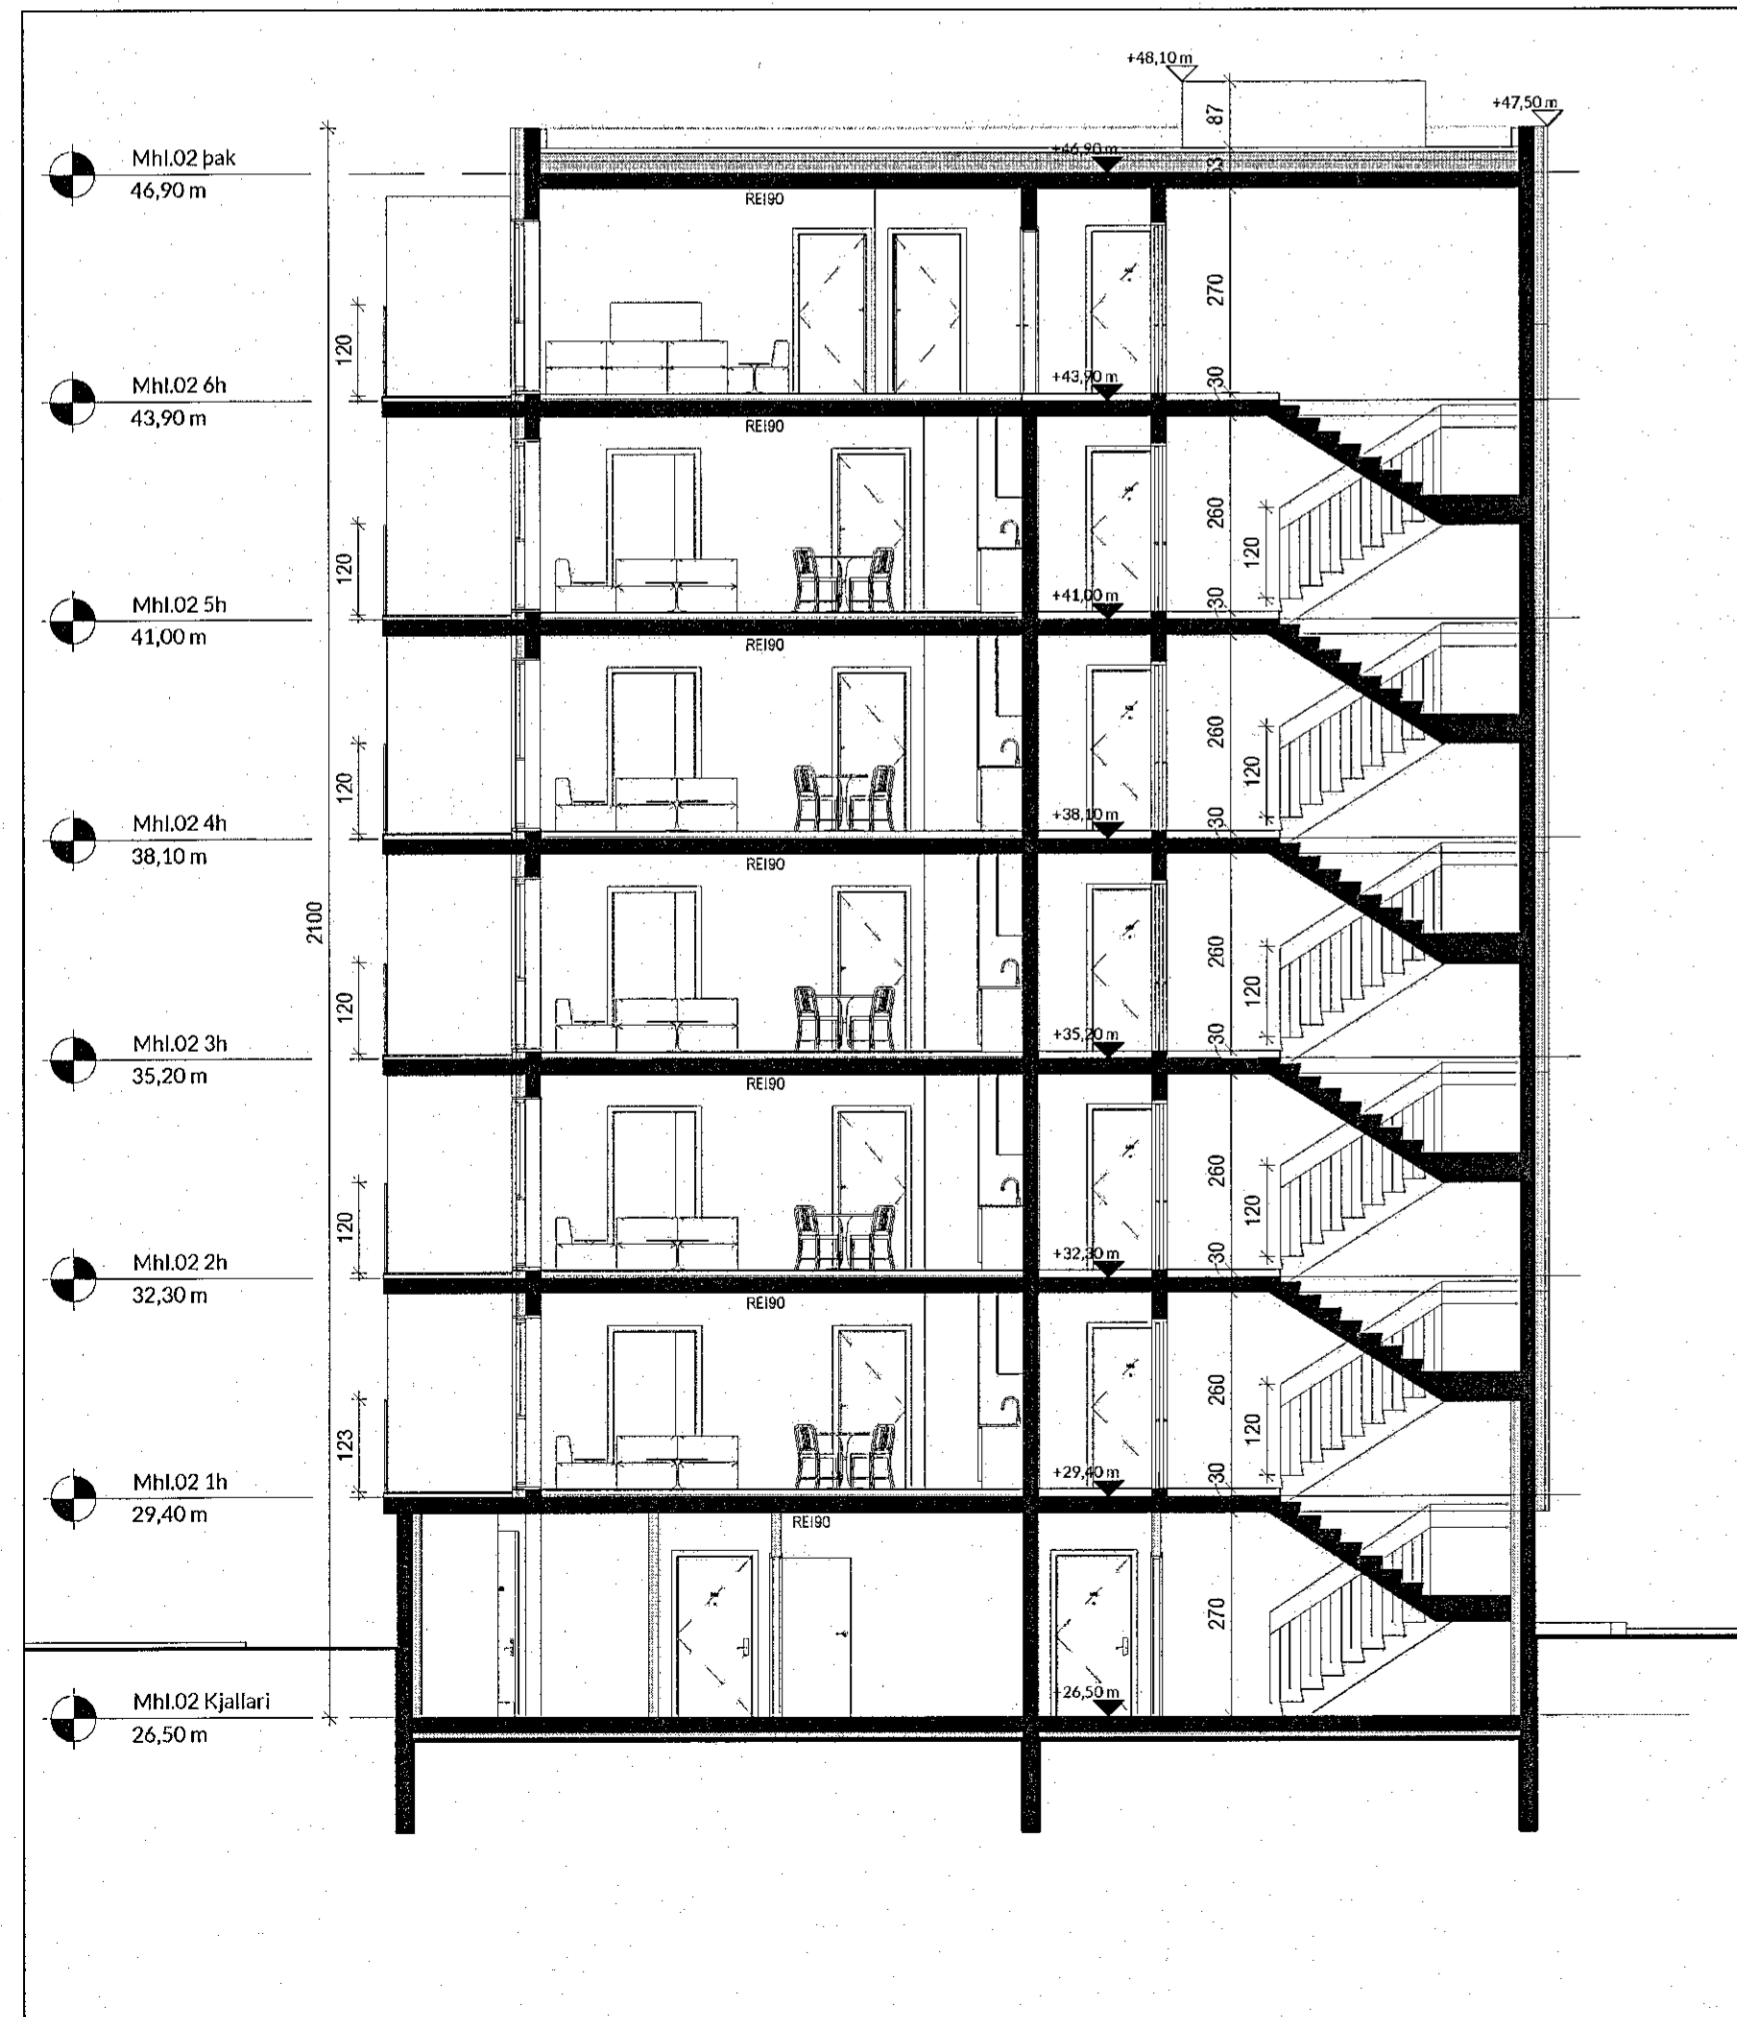 +48,10 m
+47,50 m
87
Mhl.02 þak
46,90 m
+46,90 m
REI90
270
120
Mhl.02 6h
43,90 m
+43,90 m
30
REI90
260
120
120
Mhl.02 5h
41,00 m
+41,00 m
30
REI90
260
120
120
Mhl.02 4h
38,10 m
+38,10 m
30
REI90
2100
260
120
120
Mhl.02 3h
35,20 m
+35,20 m
30
REI90
260
120
120
Mhl.02 2h
32,30 m
+32,30 m
30
REI90
260
123
120
Mhl.02 1h
29,40 m
+29,40 m
30
REI90
270
Mhl.02 Kjallari
26,50 m
+26,50 m